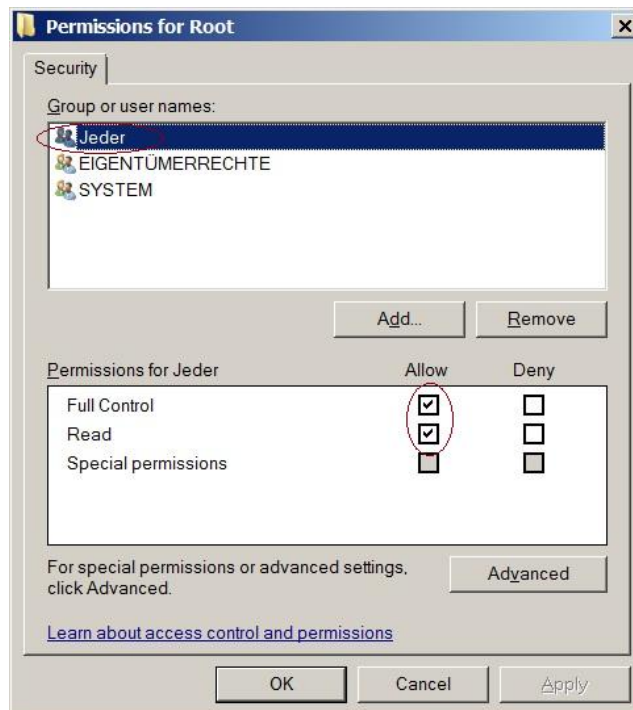 Permissions for Root
Security
Group or user names:
Jeder
EIGENTÜMERRECHTE
SYSTEM
Add...
Remove
Permissions for Jeder Allow Deny
Full Control
Read
Special permissions
For special permissions or advanced settings, click Advanced.
Advanced
Learn about access control and permissions
OK Cancel Apply